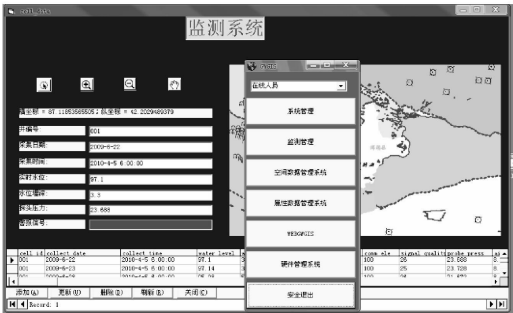 cell_
监测系统
在线人员
系统管理
监测管理
空间数据管理系统
属性数据管理系统
WEBGIS
硬件管理系统
安全退出
横坐标 = 87.11853565505；纵坐标 = 42.2029489379
井编号:
001
采集日期:
2009-6-22
采集时间:
2010-4-5 6:00:00
实时水位:
97.1
水位埋深:
3.3
探头压力:
23.688
警报信号:
cell id collect date collect time water level
comm ele signal quality probe press
001 2009-6-22 2010-4-5 6:00:00 97.1
100 26 23.688
001 2009-6-23 2010-4-5 6:00:00 97.14
100 25 23.728
添加(A) 更新(U) 删除(D) 刷新(R) 关闭(C)
Record: 1